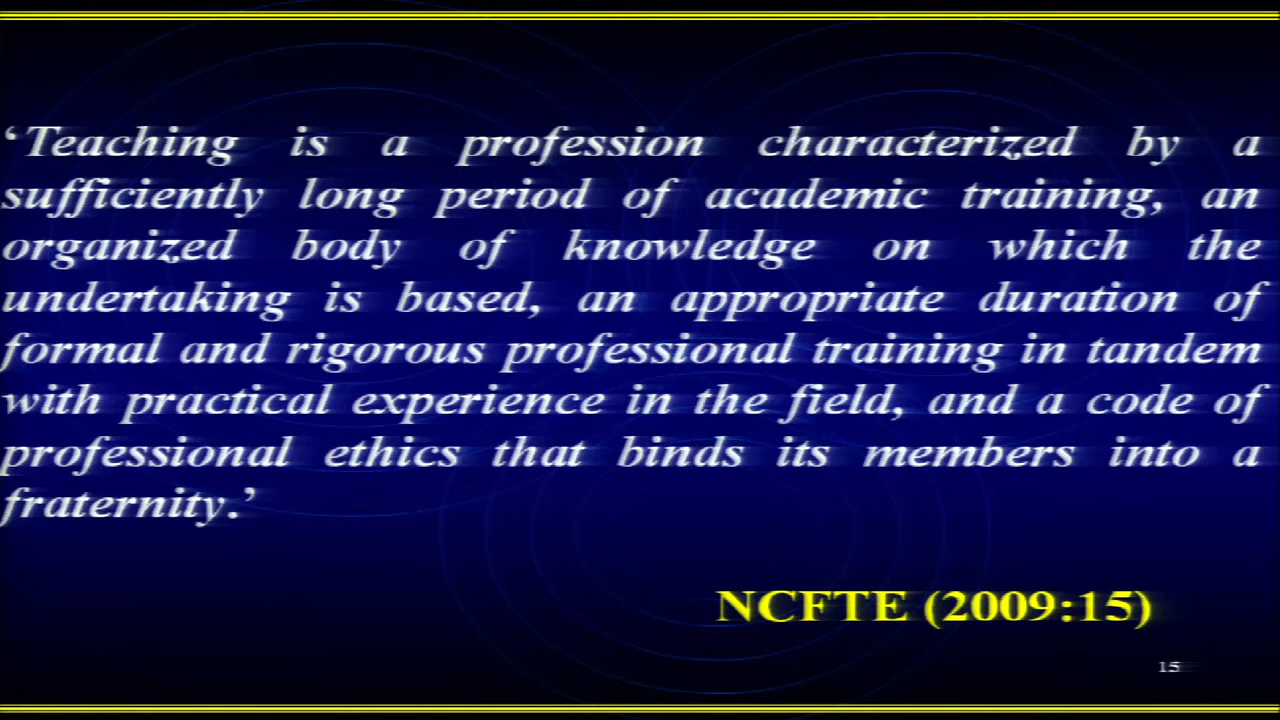 ‘Teaching is a profession characterized by a
sufficiently long period of academic training, an
organized body of knowledge on which the
undertaking is based, an appropriate duration of
formal and rigorous professional training in tandem
with practical experience in the field, and a code of
professional ethics that binds its members into a
fraternity.’
NCFTE (2009:15)
15